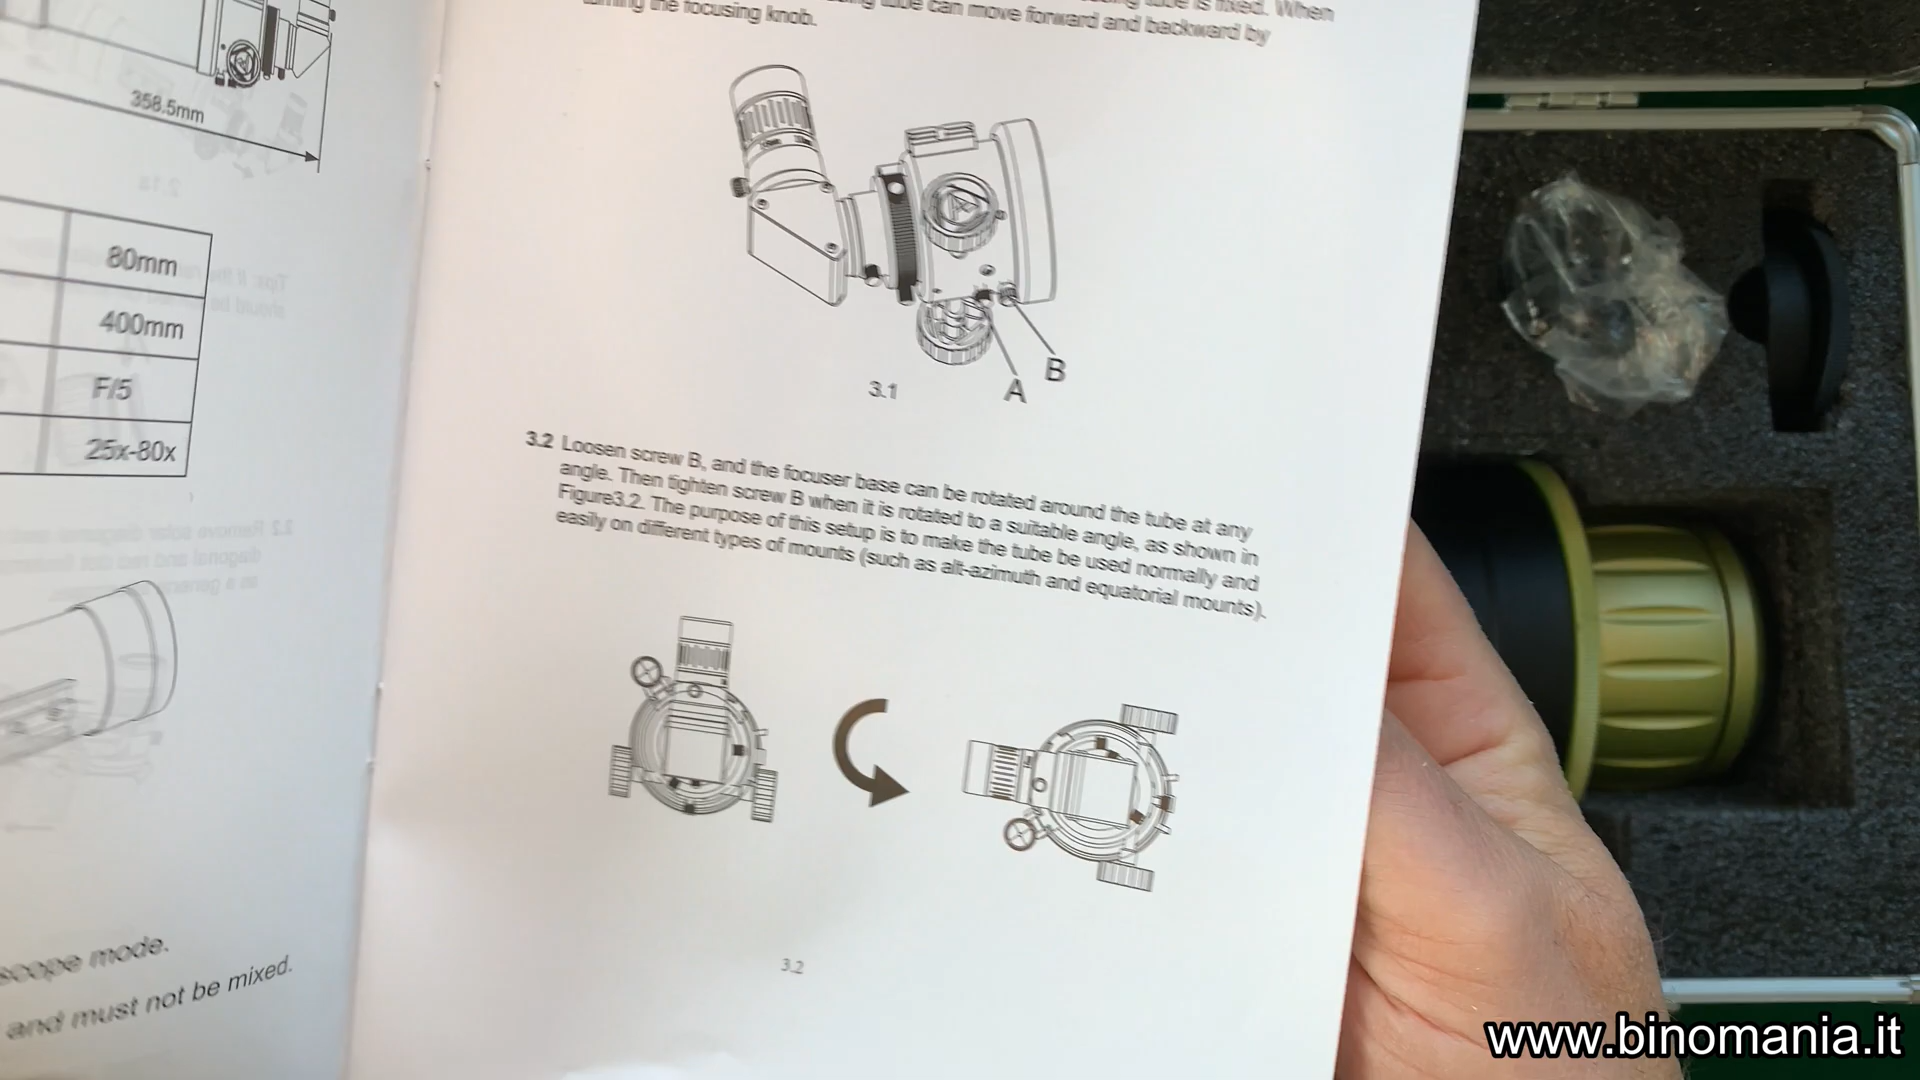 358.5mm
80mm
400mm
F/5
25x-80x
scope mode.
and must not be mixed.
tube is fixed. When
tube can move forward and backward by
turning the focusing knob.
A
B
3.1
3.2 Loosen screw B, and the focuser base can be rotated around the tube at any
angle. Then tighten screw B when it is rotated to a suitable angle, as shown in
Figure3.2. The purpose of this setup is to make the tube be used normally and
easily on different types of mounts (such as alt-azimuth and equatorial mounts).
3.2
www.binomania.it